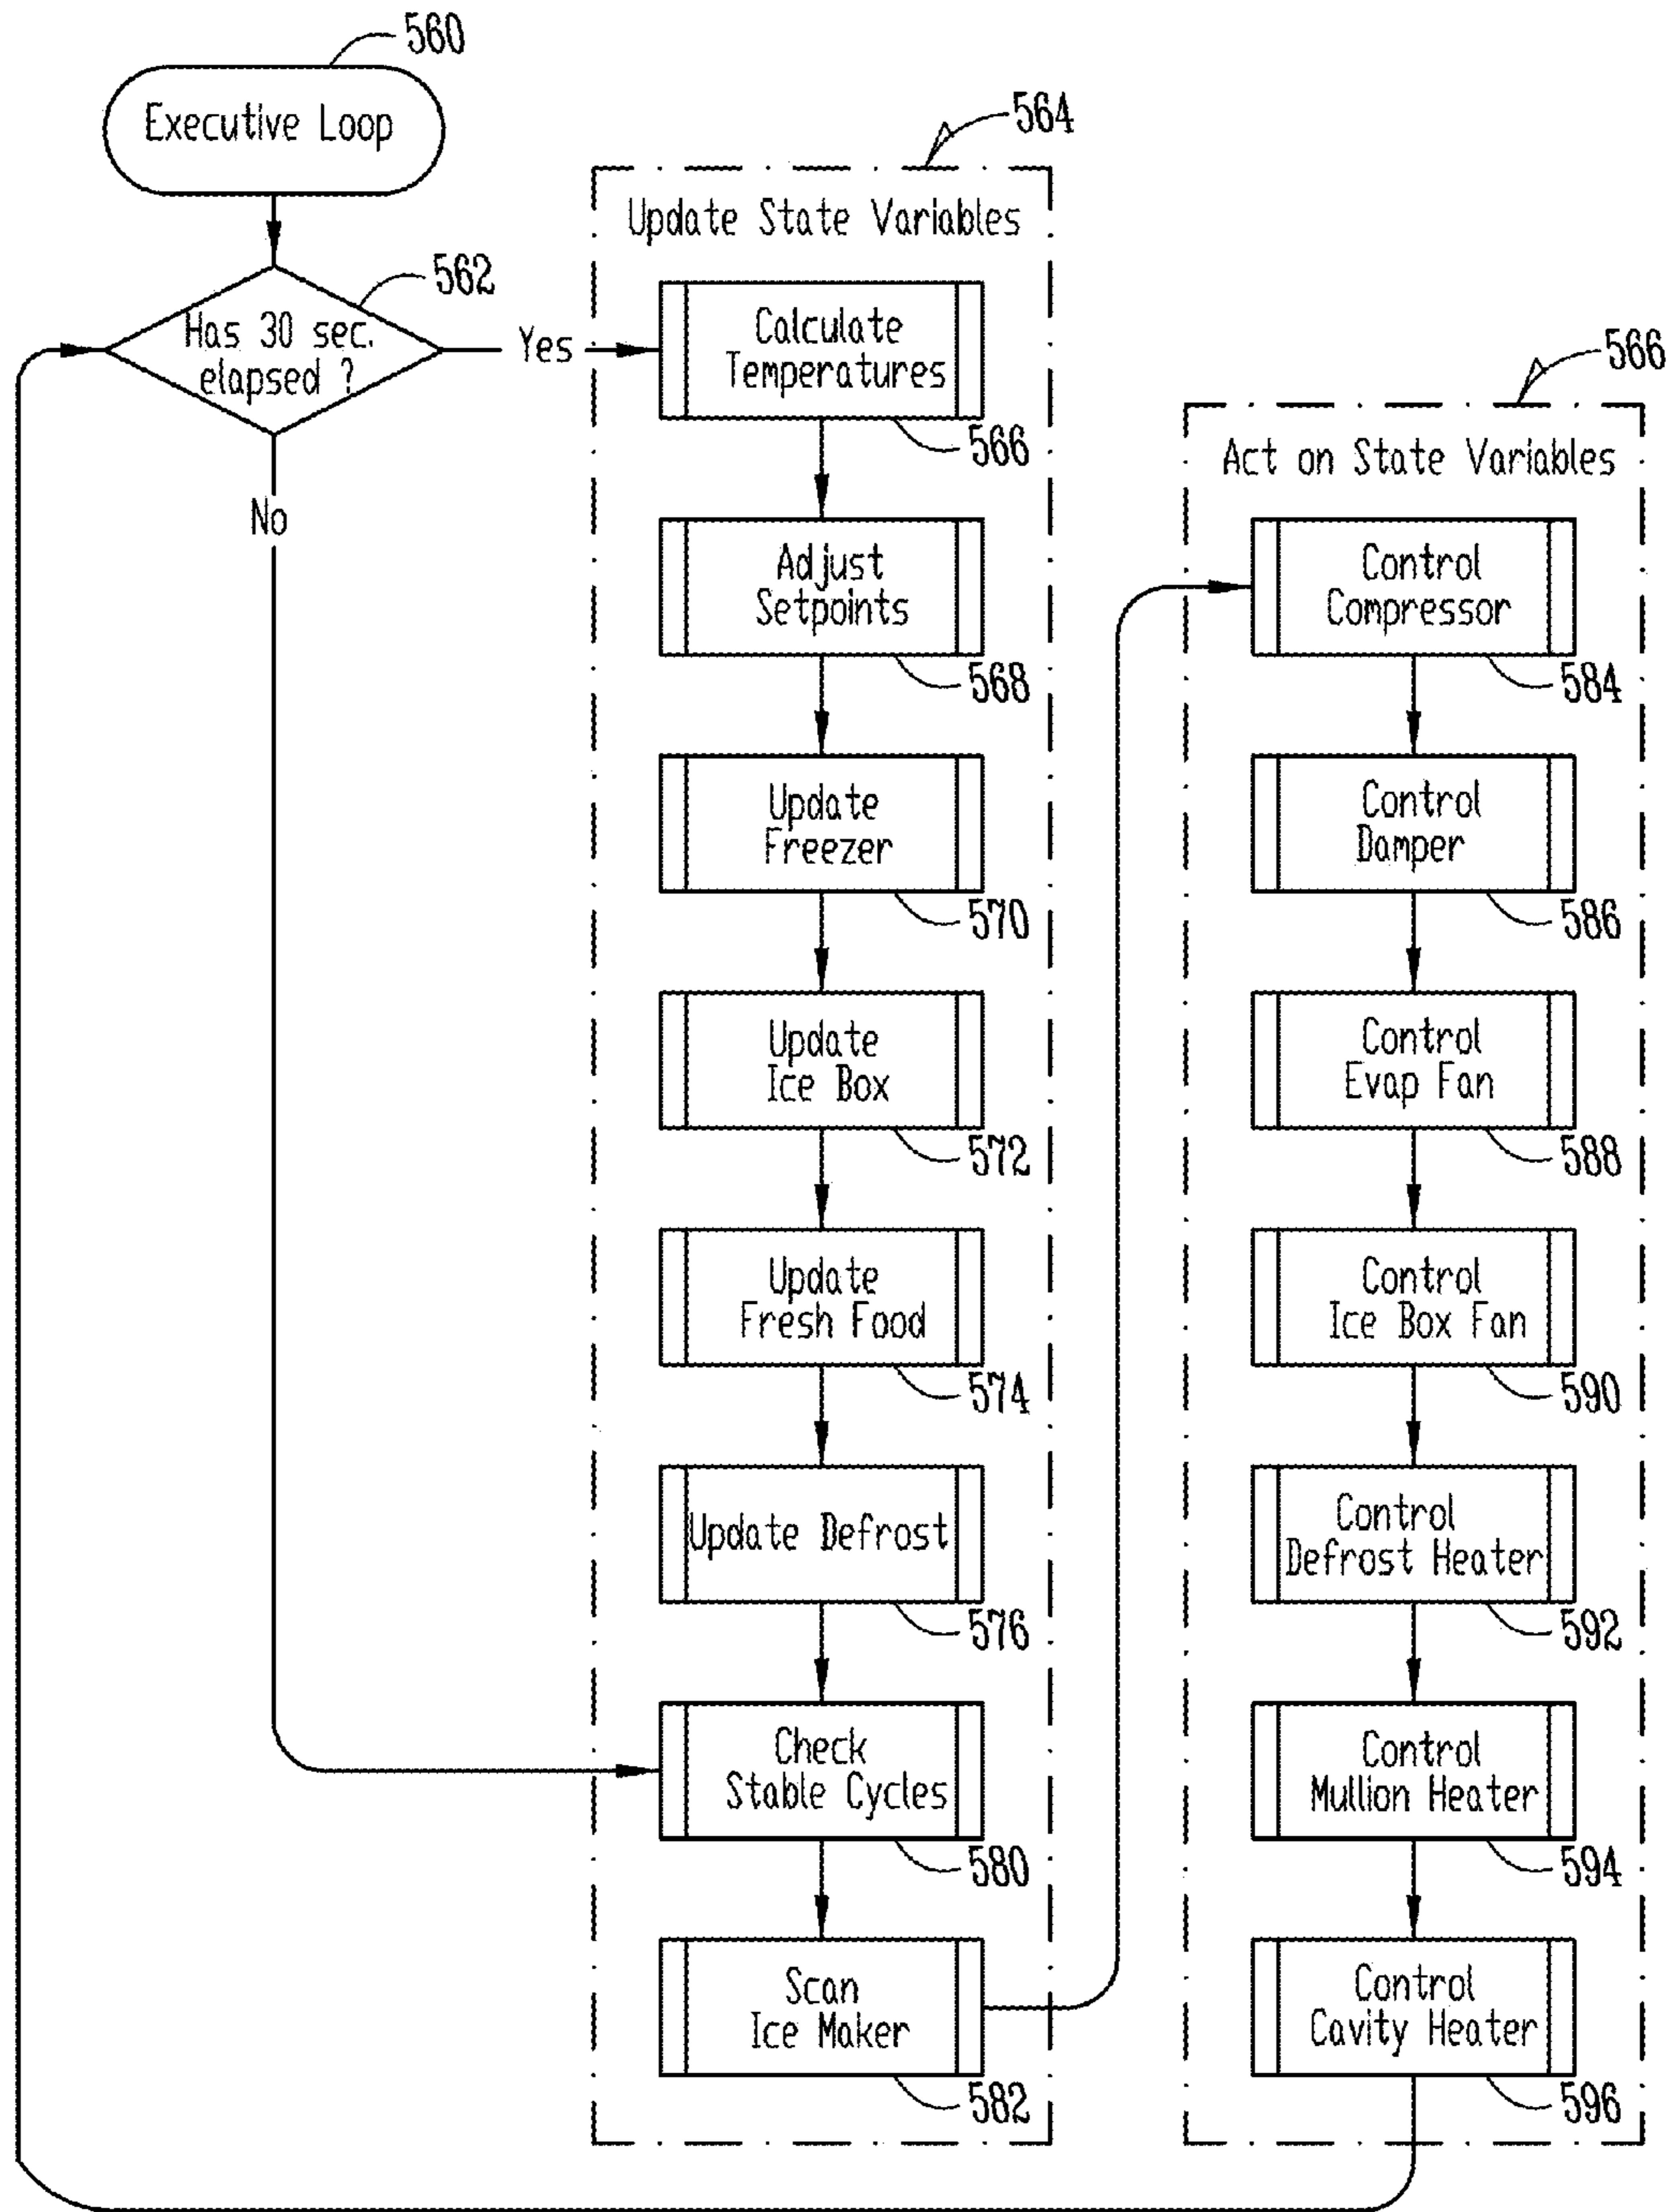 560
Executive Loop
562
Has 30 sec.
elapsed ?
Yes
No
564
Update State Variables
Calculate
Temperatures
566
Adjust
Setpoints
568
Update
Freezer
570
Update
Ice Box
572
Update
Fresh Food
574
Update Defrost
576
Check
Stable Cycles
580
Scan
Ice Maker
582
566
Act on State Variables
Control
Compressor
584
Control
Damper
586
Control
Evap Fan
588
Control
Ice Box Fan
590
Control
Defrost Heater
592
Control
Mullion Heater
594
Control
Cavity Heater
596